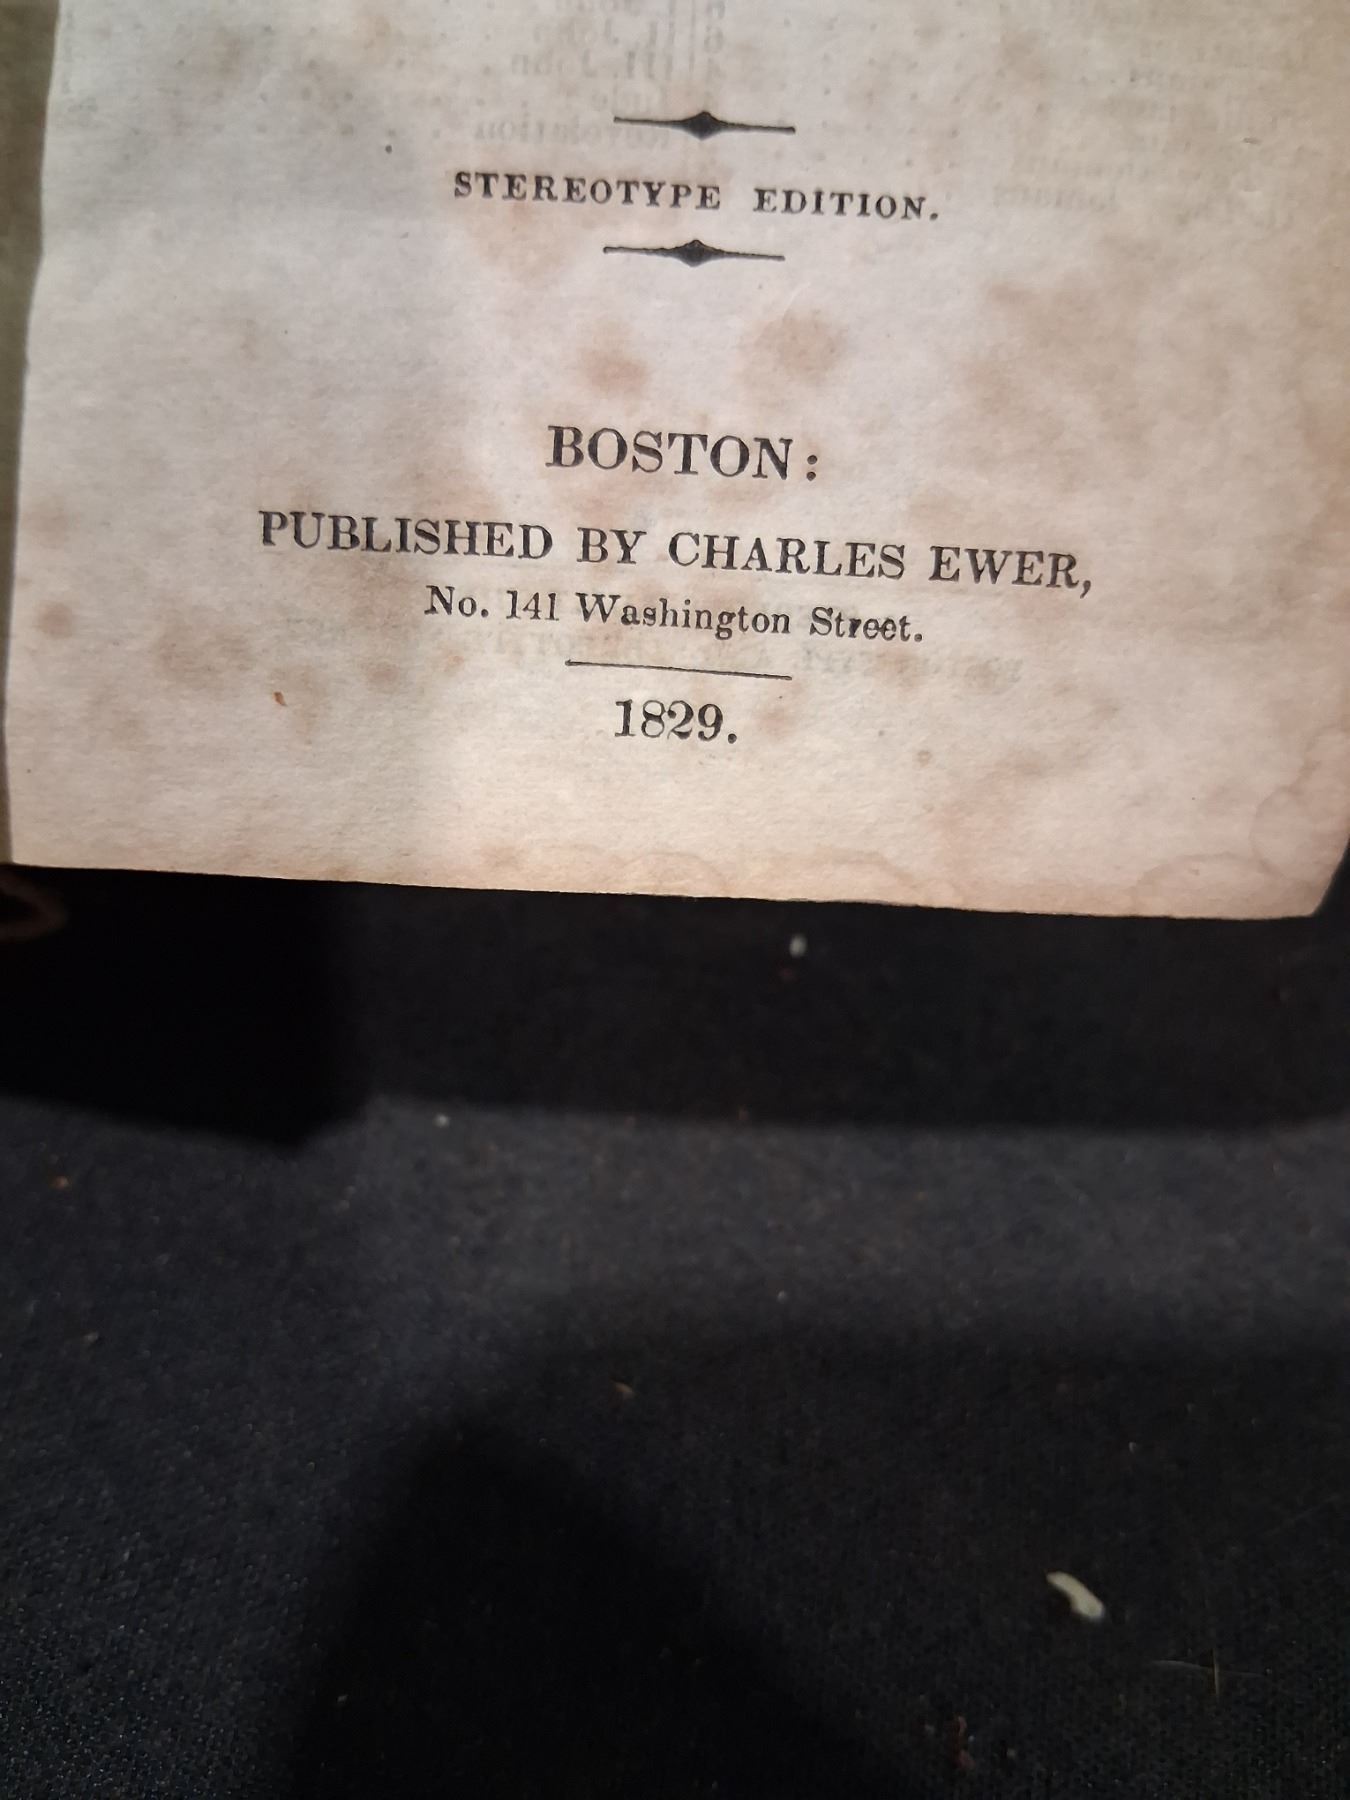 STEREOTYPE EDITION.
BOSTON:
PUBLISHED BY CHARLES EWER,
No. 141 Washington Street.
1829.